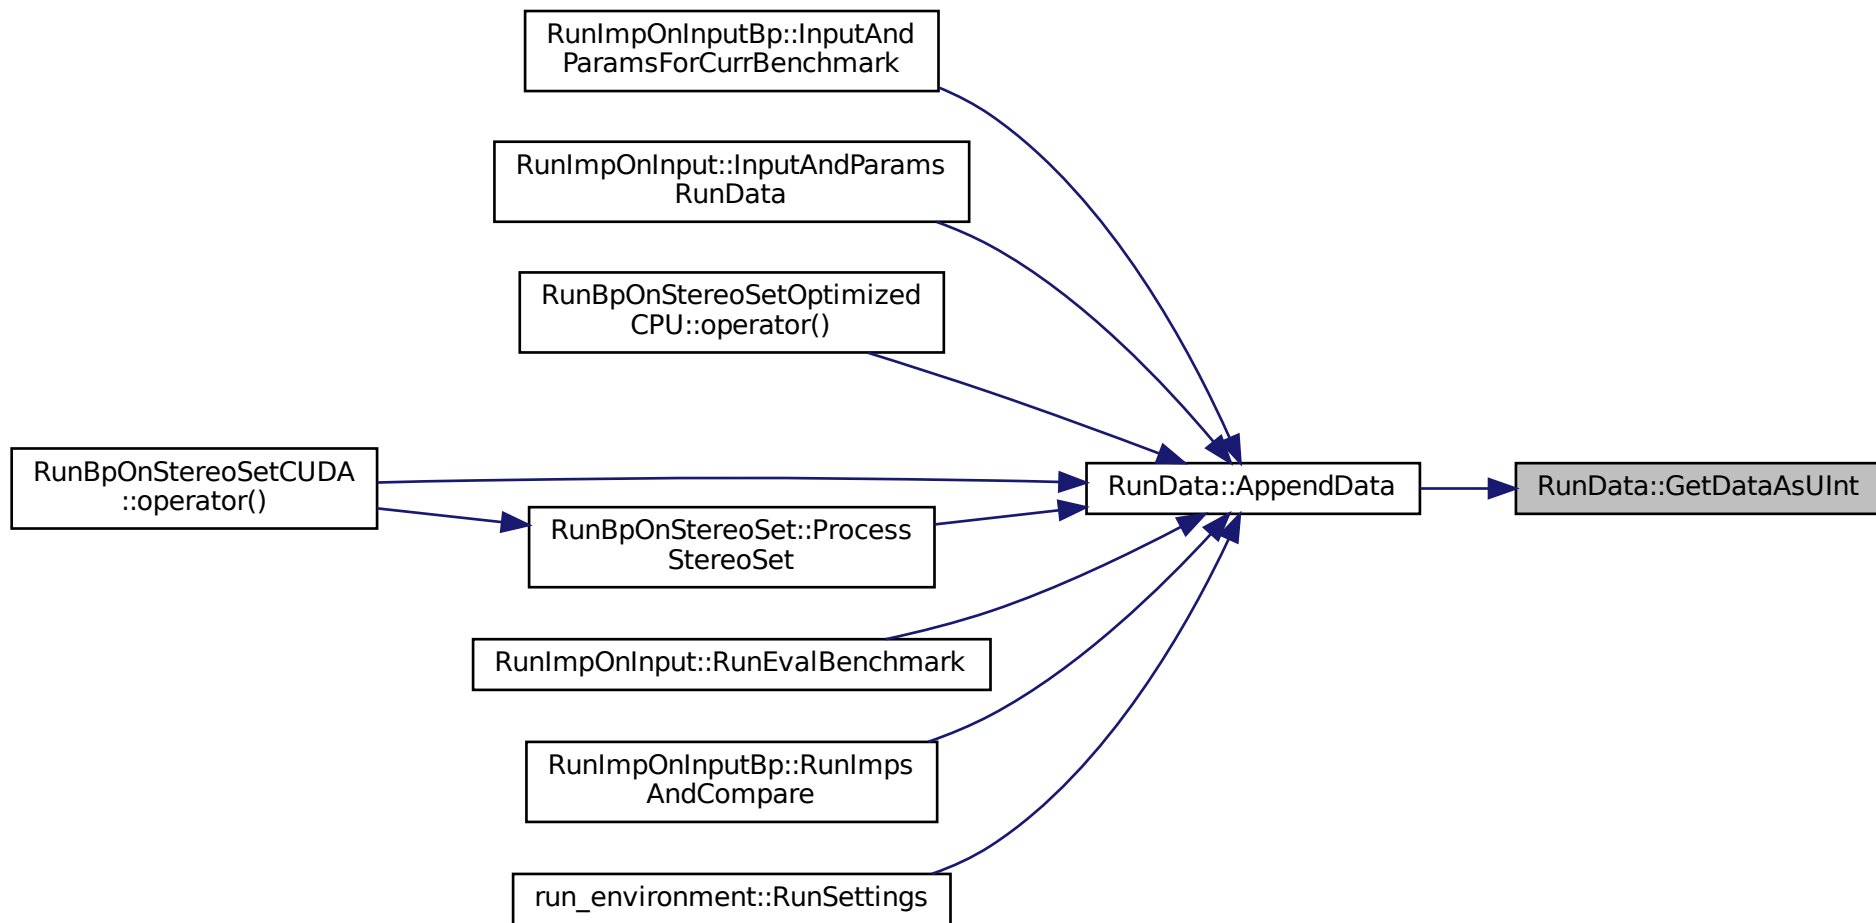 RunImpOnInputBp::InputAnd
ParamsForCurrBenchmark
RunImpOnInput::InputAndParams
RunData
RunBpOnStereoSetOptimized
CPU::operator()
RunBpOnStereoSetCUDA
::operator()
RunData::AppendData
RunData::GetDataAsUInt
RunBpOnStereoSet::Process
StereoSet
RunImpOnInput::RunEvalBenchmark
RunImpOnInputBp::RunImps
AndCompare
run_environment::RunSettings